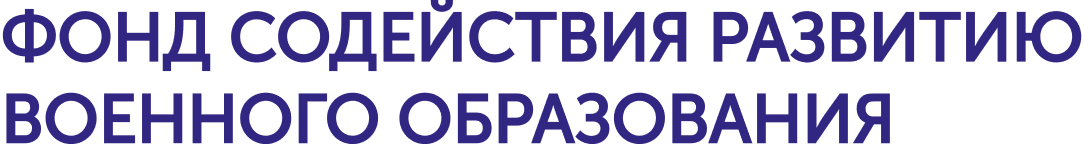 ФОНД СОДЕЙСТВИЯ РАЗВИТИЮ
ВОЕННОГО ОБРАЗОВАНИЯ